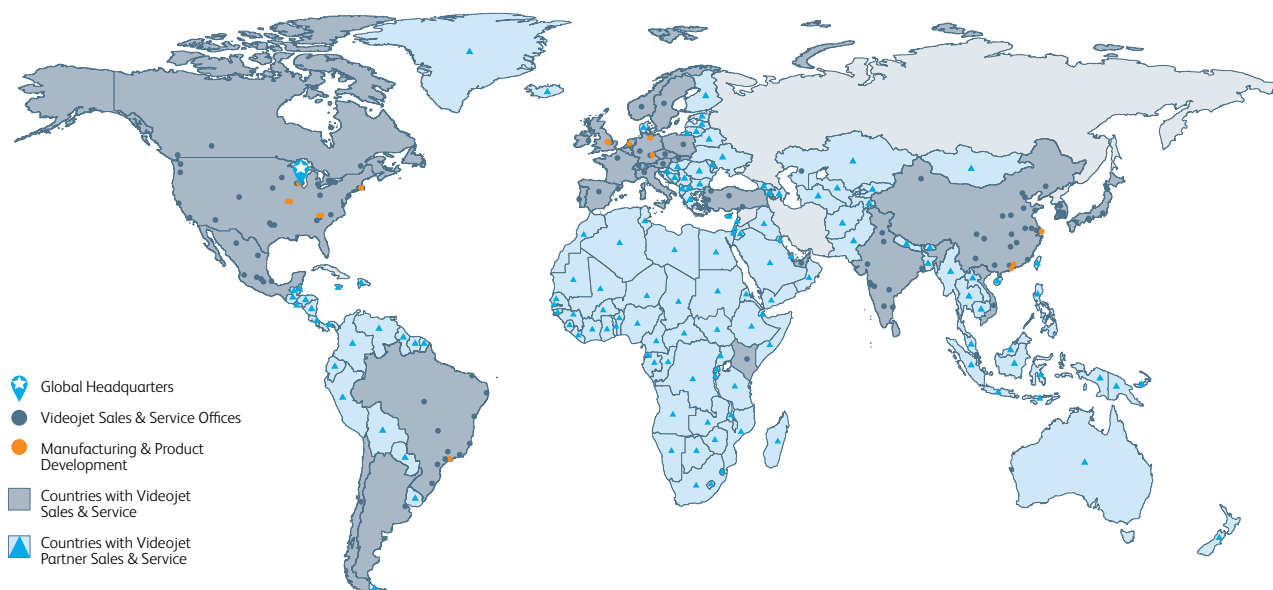 Global Headquarters
Videojet Sales & Service Offices
Manufacturing & Product
Development
Countries with Videojet
Sales & Service
Countries with Videojet
Partner Sales & Service